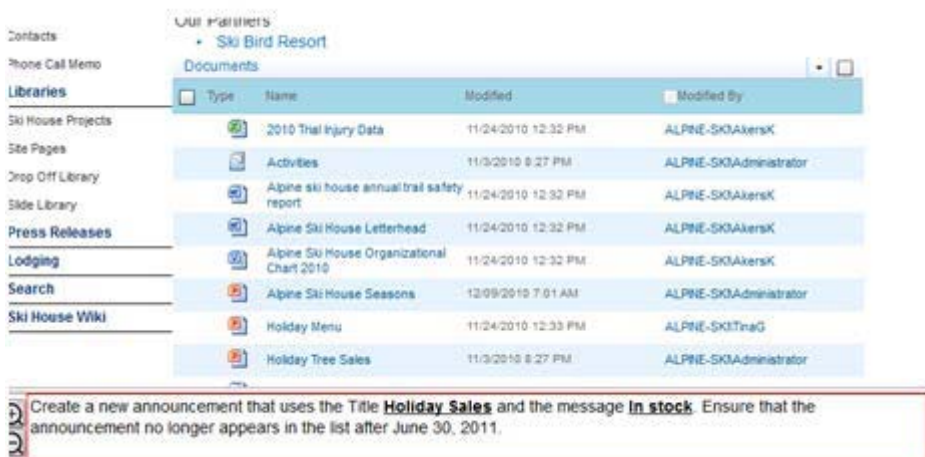 Our Partners
Contacts
• Ski Bird Resort
Phone Call Memo
Documents
Libraries
Type Name Modified Modified By
Ski House Projects
2010 Trial Injury Data 11/24/2010 12:32 PM ALPINE-SKI\AkersK
Site Pages
Activities 11/3/2010 8:27 PM ALPINE-SKI\Administrator
Drop Off Library
Alpine ski house annual trail safety
report 11/24/2010 12:32 PM ALPINE-SKI\AkersK
Slide Library
Press Releases
Alpine Ski House Letterhead 11/24/2010 12:32 PM ALPINE-SKI\AkersK
Lodging
Alpine Ski House Organizational
Chart 2010 11/24/2010 12:32 PM ALPINE-SKI\AkersK
Search
Alpine Ski House Seasons 12/09/2010 7:01 AM ALPINE-SKI\Administrator
Ski House Wiki
Holiday Menu 11/24/2010 12:33 PM ALPINE-SKI\TinaG
Holiday Tree Sales 11/3/2010 8:27 PM ALPINE-SKI\Administrator
Create a new announcement that uses the Title Holiday Sales and the message In stock. Ensure that the
announcement no longer appears in the list after June 30, 2011.